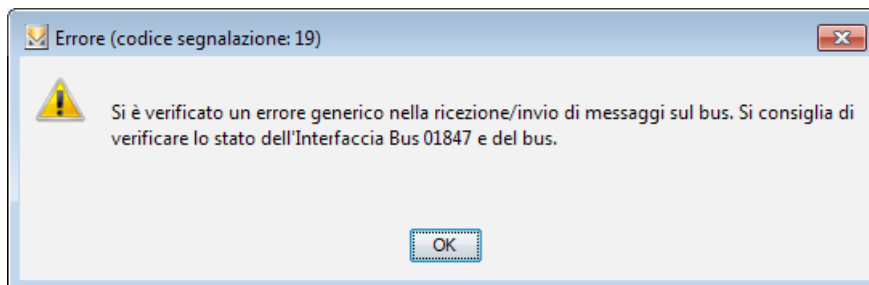 Errore (codice segnalazione: 19)
Si è verificato un errore generico nella ricezione/invio di messaggi sul bus. Si consiglia di
verificare lo stato dell'Interfaccia Bus 01847 e del bus.
OK